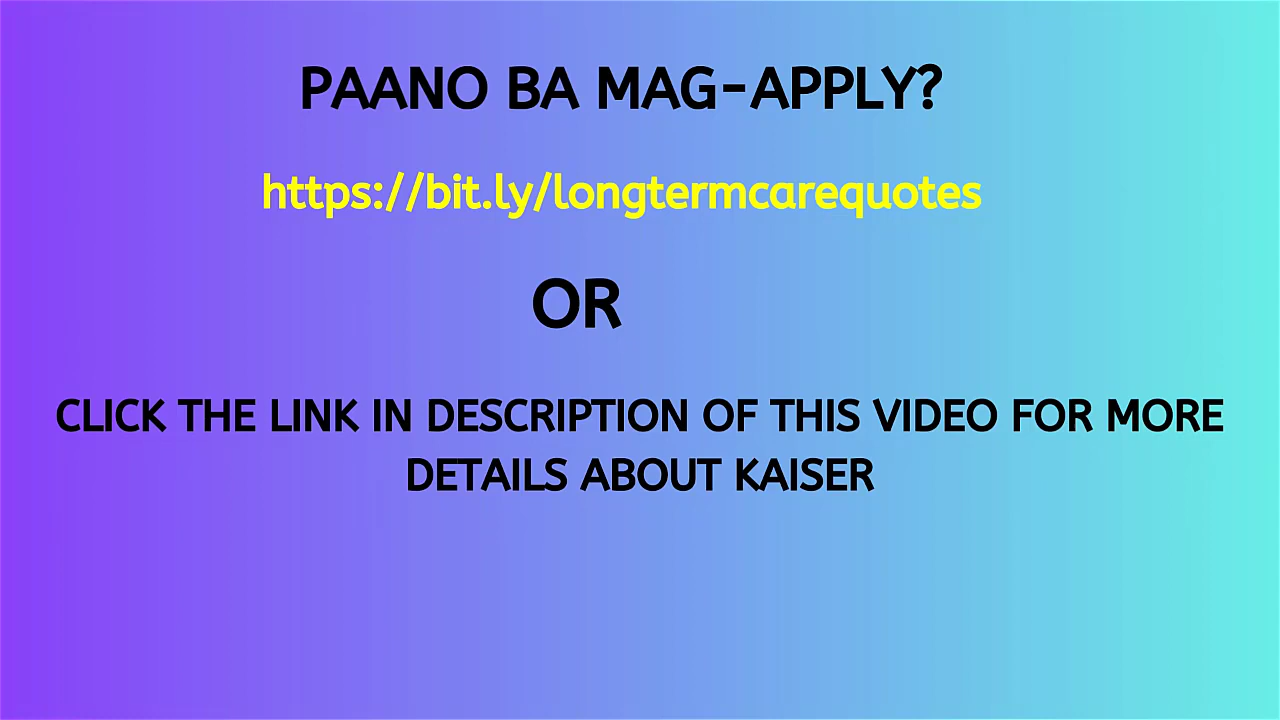 PAANO BA MAG-APPLY?
https://bit.ly/longtermcarequotes
OR
CLICK THE LINK IN DESCRIPTION OF THIS VIDEO FOR MORE
DETAILS ABOUT KAISER